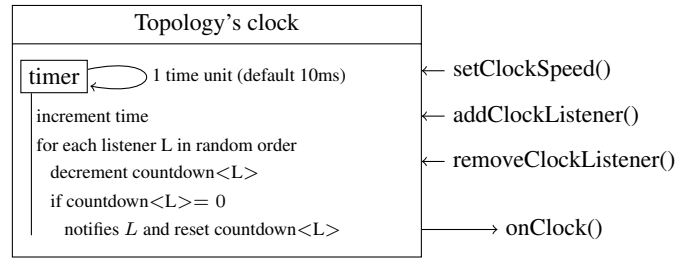 Topology's clock
timer
1 time unit (default 10ms)
setClockSpeed()
increment time
addClockListener()
for each listener L in random order
removeClockListener()
decrement countdown<L>
if countdown<L>= 0
notifies L and reset countdown<L>
onClock()